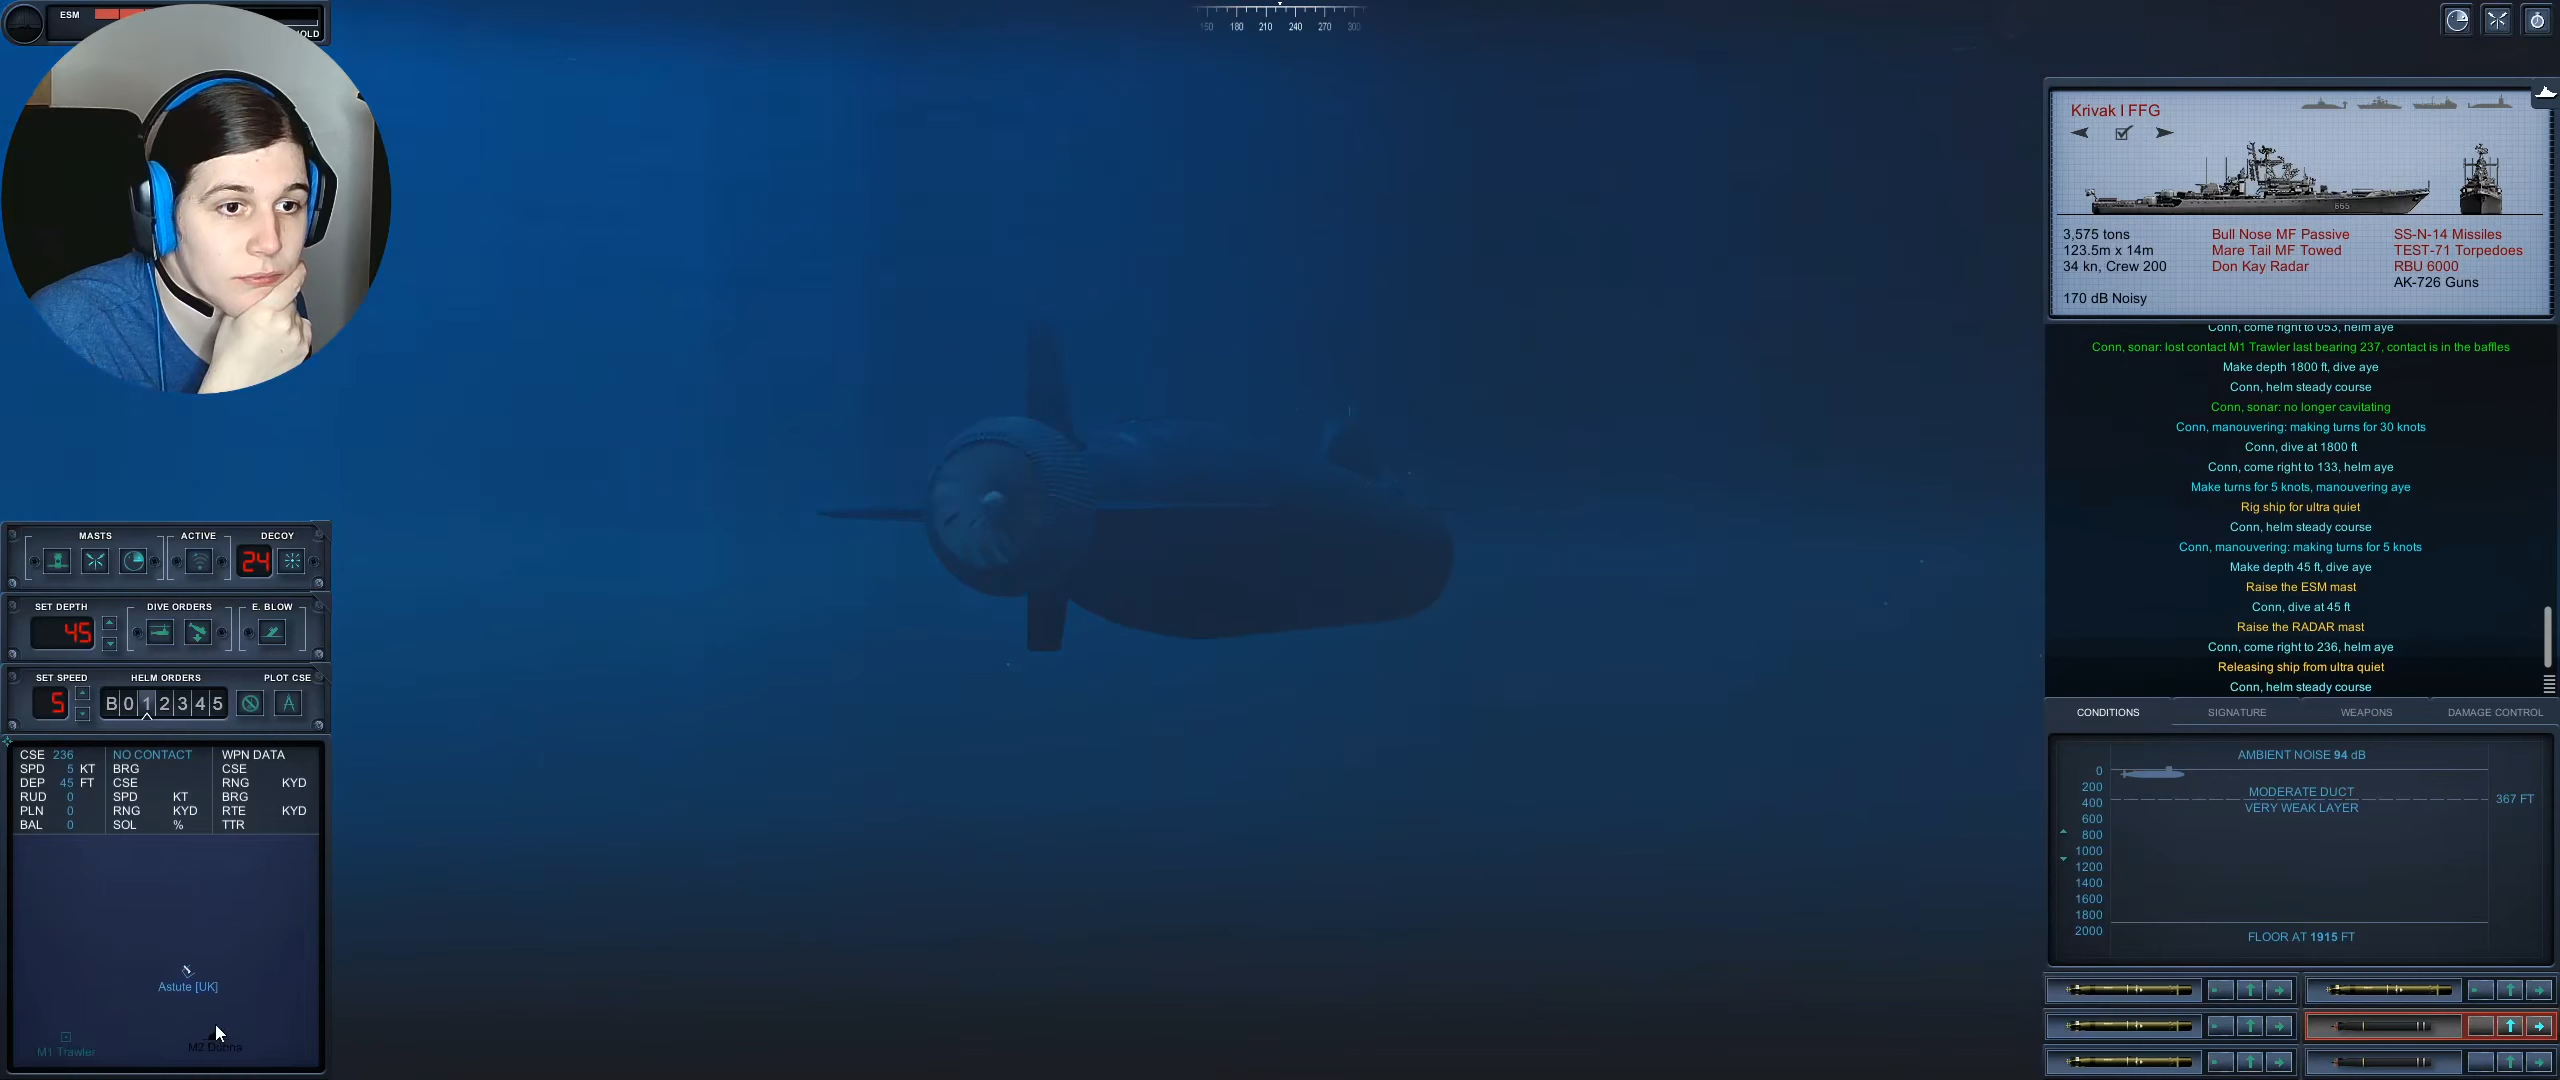 ESM
150 180 210 240 270 300
Krivak I FFG
665
3,575 tons
123.5m x 14m
34 kn, Crew 200
170 dB Noisy
Bull Nose MF Passive
Mare Tail MF Towed
Don Kay Radar
SS-N-14 Missiles
TEST-71 Torpedoes
RBU 6000
AK-726 Guns
Conn, come right to 053, helm aye
Conn, sonar: lost contact M1 Trawler last bearing 237, contact is in the baffles
Make depth 1800 ft, dive aye
Conn, helm steady course
Conn, sonar: no longer cavitating
Conn, manouvering: making turns for 30 knots
Conn, dive at 1800 ft
Conn, come right to 133, helm aye
Make turns for 5 knots, manouvering aye
Rig ship for ultra quiet
Conn, helm steady course
Conn, manouvering: making turns for 5 knots
Make depth 45 ft, dive aye
Raise the ESM mast
Conn, dive at 45 ft
Raise the RADAR mast
Conn, come right to 236, helm aye
Releasing ship from ultra quiet
Conn, helm steady course
CONDITIONS SIGNATURE WEAPONS DAMAGE CONTROL
AMBIENT NOISE 94 dB
0
200
400
600
800
1000
1200
1400
1600
1800
2000
MODERATE DUCT
VERY WEAK LAYER
367 FT
FLOOR AT 1915 FT
MASTS ACTIVE DECOY
24
SET DEPTH DIVE ORDERS E. BLOW
45
SET SPEED HELM ORDERS PLOT CSE
5 B 0 1 2 3 4 5
CSE 236 NO CONTACT WPN DATA
SPD 5 KT BRG CSE
DEP 45 FT CSE RNG KYD
RUD 0 SPD KT BRG
PLN 0 RNG KYD RTE KYD
BAL 0 SOL % TTR
Astute [UK]
M1 Trawler
M2